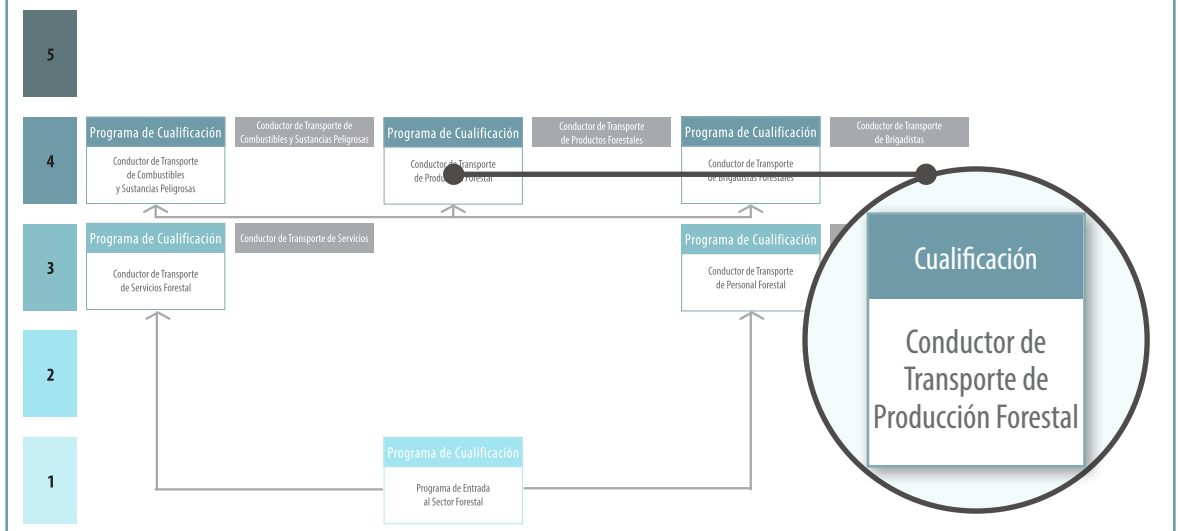 5
4
Programa de Cualificación
Conductor de Transporte
de Combustibles
y Sustancias Peligrosas
Conductor de Transporte de
Combustibles y Sustancias Peligrosas
Programa de Cualificación
Conductor de Transporte
de Producción Forestal
Conductor de Transporte
de Productos Forestales
Programa de Cualificación
Conductor de Transporte
de Brigadistas Forestales
Conductor de Transporte
de Brigadistas
3
Programa de Cualificación
Conductor de Transporte
de Servicios Forestal
Conductor de Transporte de Servicios
Programa de Cualificación
Conductor de Transporte
de Personal Forestal
Cualificación
Conductor de
Transporte de
Producción Forestal
2
1
Programa de Cualificación
Programa de Entrada
al Sector Forestal